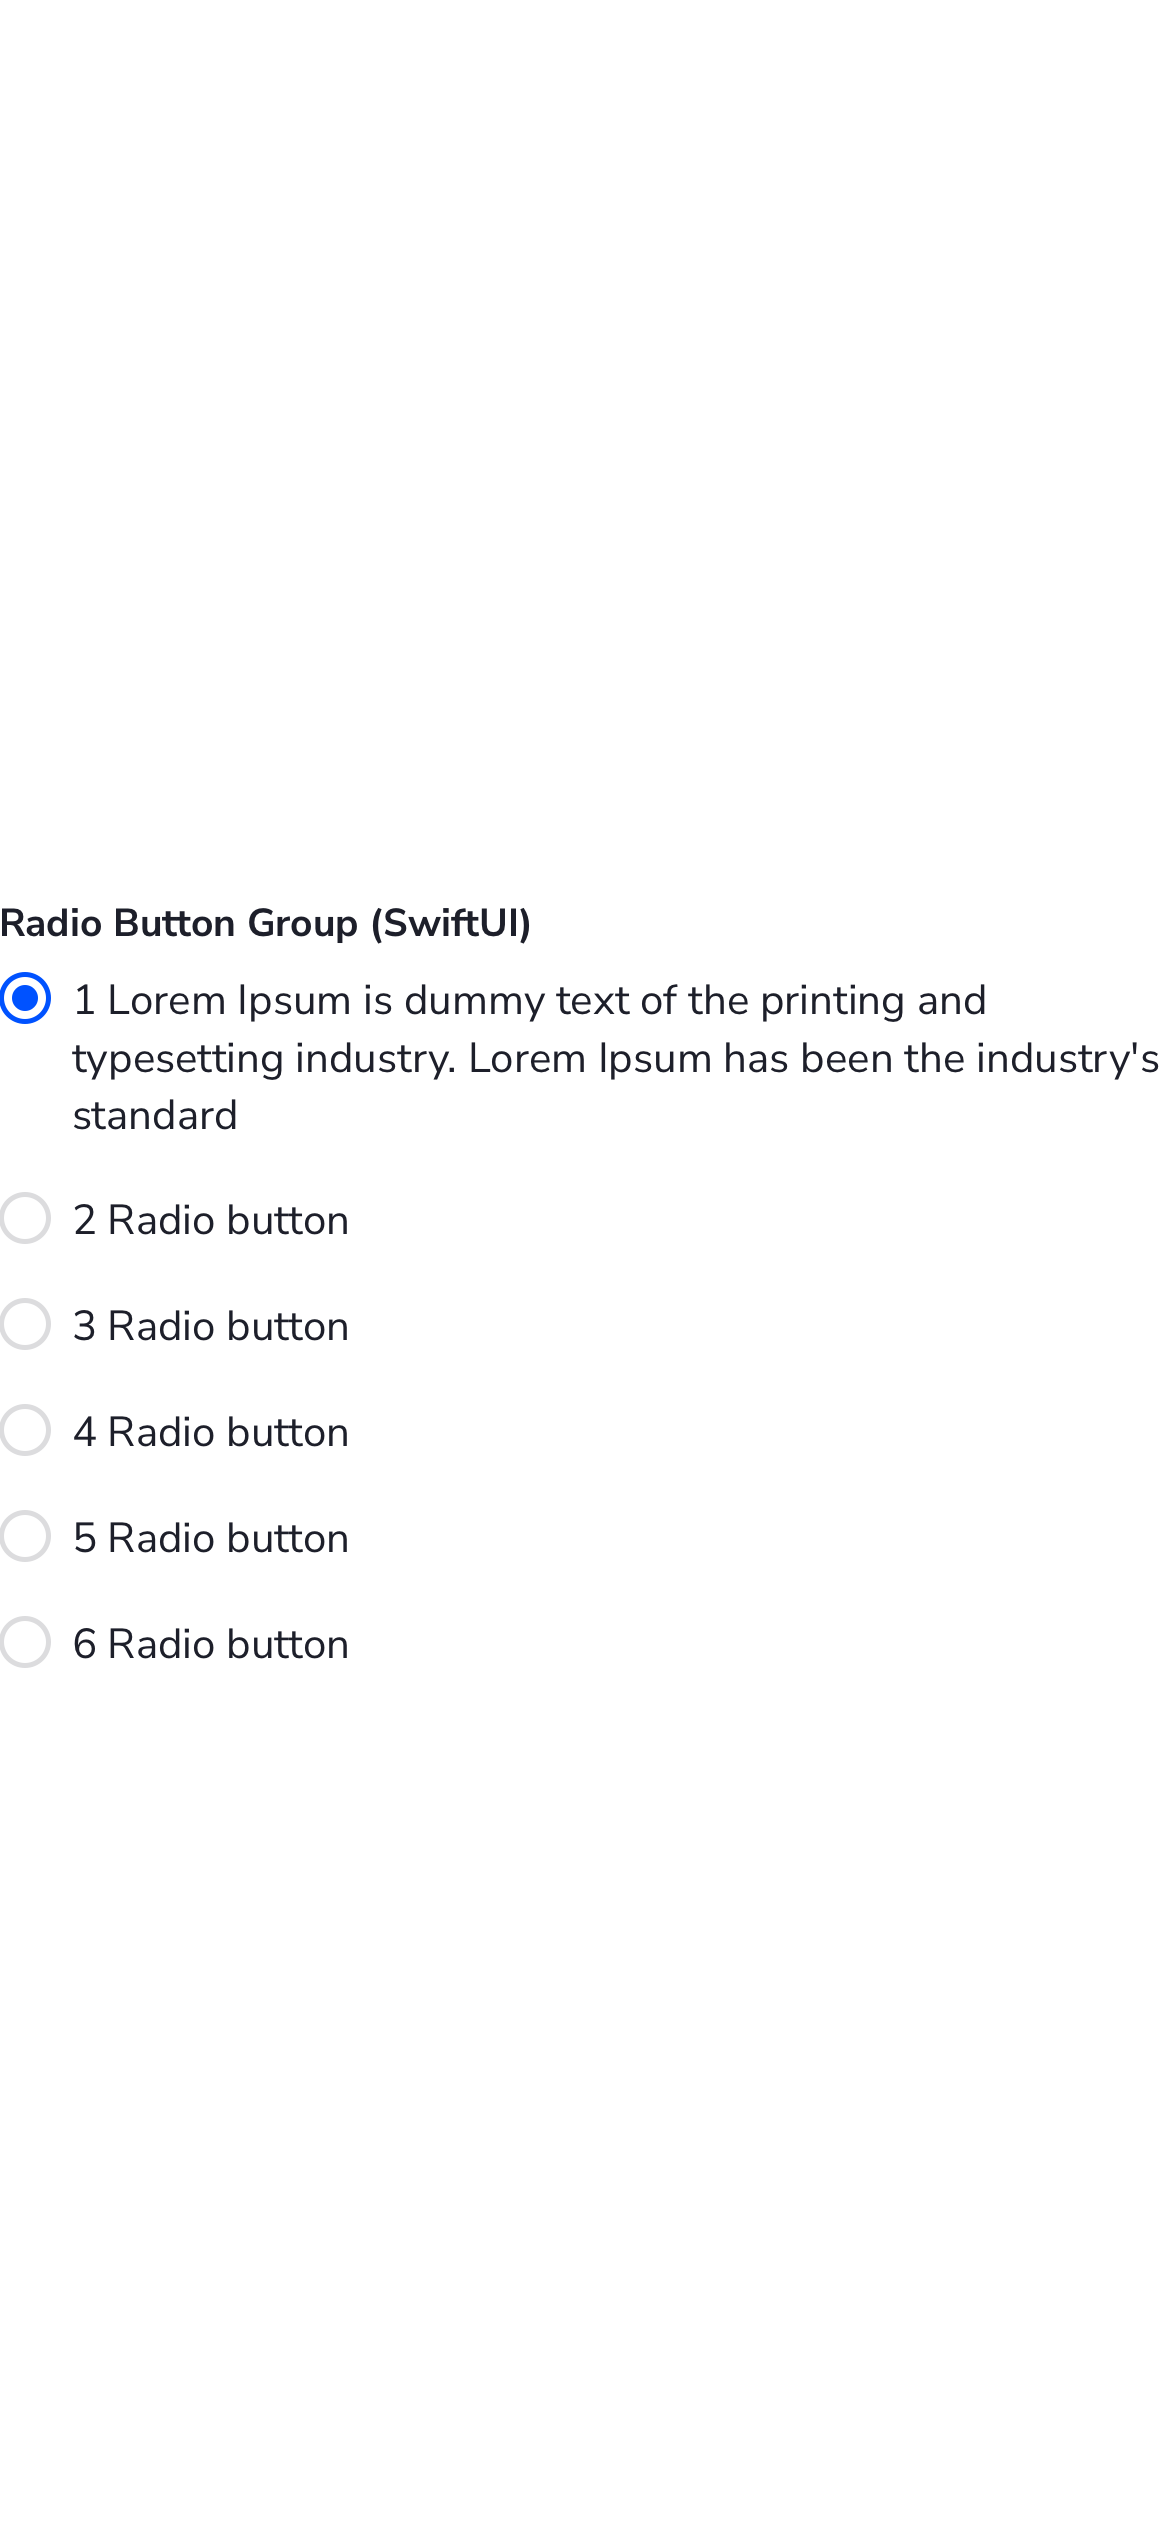 Radio Button Group (SwiftUI)
1 Lorem Ipsum is dummy text of the printing and
typesetting industry. Lorem Ipsum has been the industry's
standard
2 Radio button
3 Radio button
4 Radio button
5 Radio button
6 Radio button